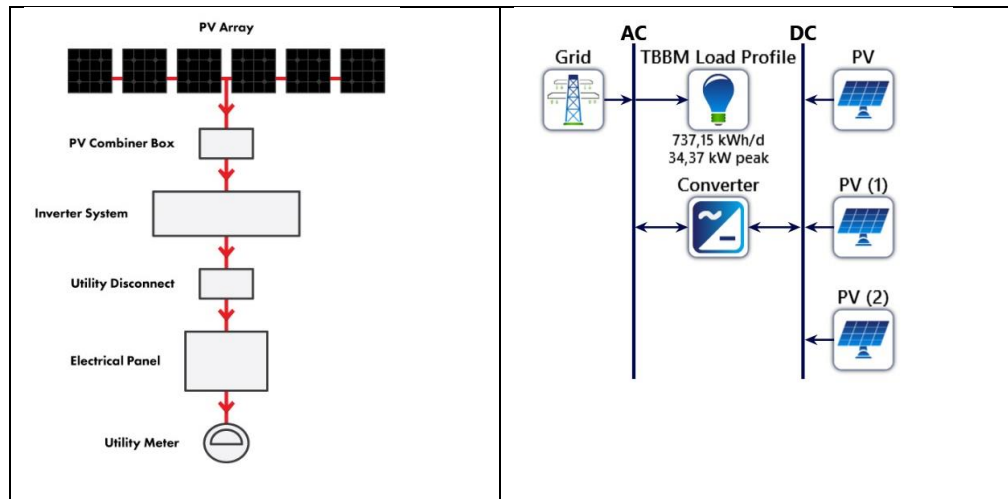 PV Array
PV Combiner Box
Inverter System
Utility Disconnect
Electrical Panel
Utility Meter
AC DC
Grid TBBM Load Profile PV
737,15 kWh/d
34,37 kW peak
Converter PV (1)
PV (2)